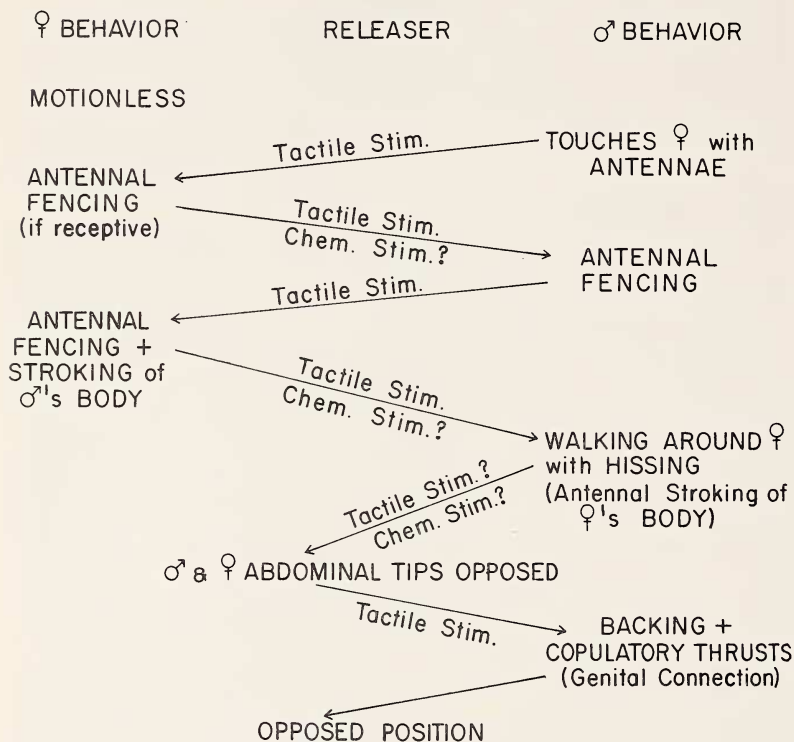 ♀ BEHAVIOR RELEASER ♂ BEHAVIOR
MOTIONLESS
Tactile Stim.
TOUCHES ♀ with
ANTENNAE
ANTENNAL
FENCING
(if receptive)
Tactile Stim.
Chem. Stim.?
ANTENNAL
FENCING
Tactile Stim.
ANTENNAL
FENCING +
STROKING of
♂'s BODY
Tactile Stim.
Chem. Stim.?
WALKING AROUND ♀
with HISSING
(Antennal Stroking of
♀'s BODY)
Tactile Stim.?
Chem. Stim.?
♂ & ♀ ABDOMINAL TIPS OPPOSED
Tactile Stim.
BACKING +
COPULATORY THRUSTS
(Genital Connection)
OPPOSED POSITION